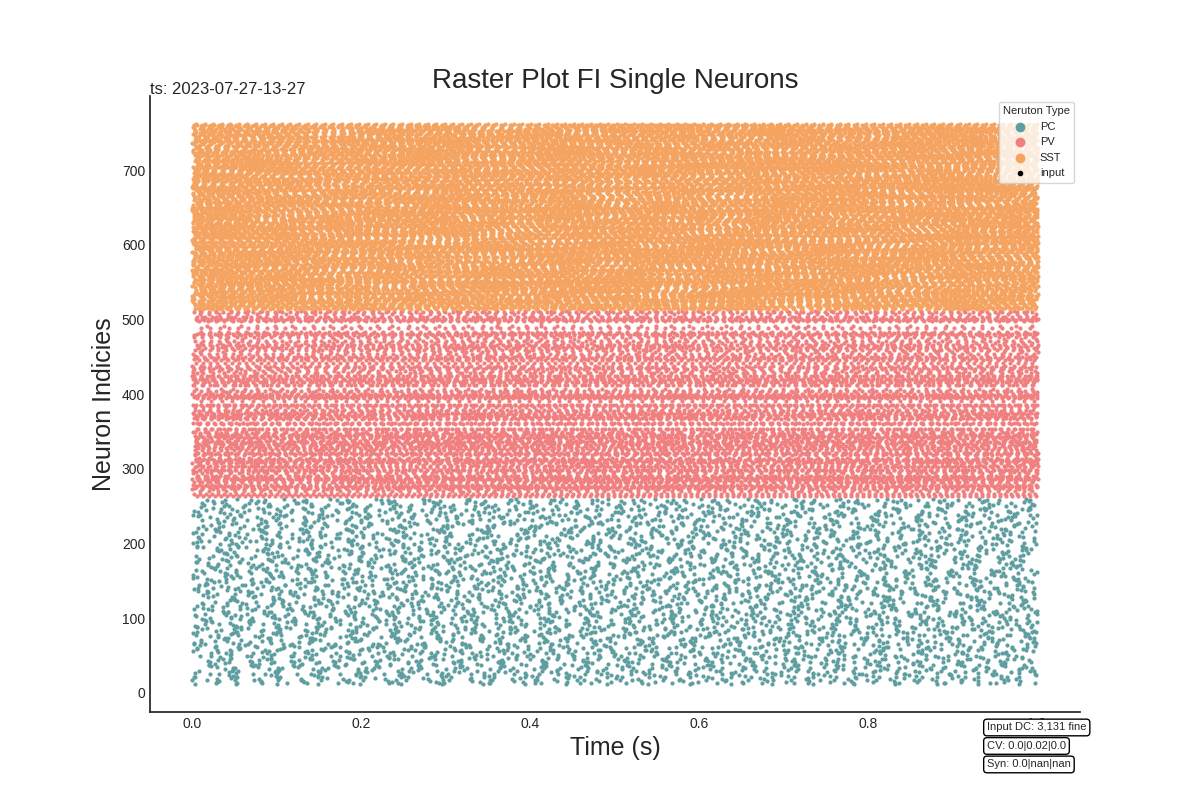 Raster Plot FI Single Neurons
ts: 2023-07-27-13-27
Neruton Type
PC
PV
SST
input
Neuron Indicies
700
600
500
400
300
200
100
0
0.0 0.2 0.4 0.6 0.8
Time (s)
Input DC: 3,131 fine
CV: 0.0|0.02|0.0
Syn: 0.0|nan|nan